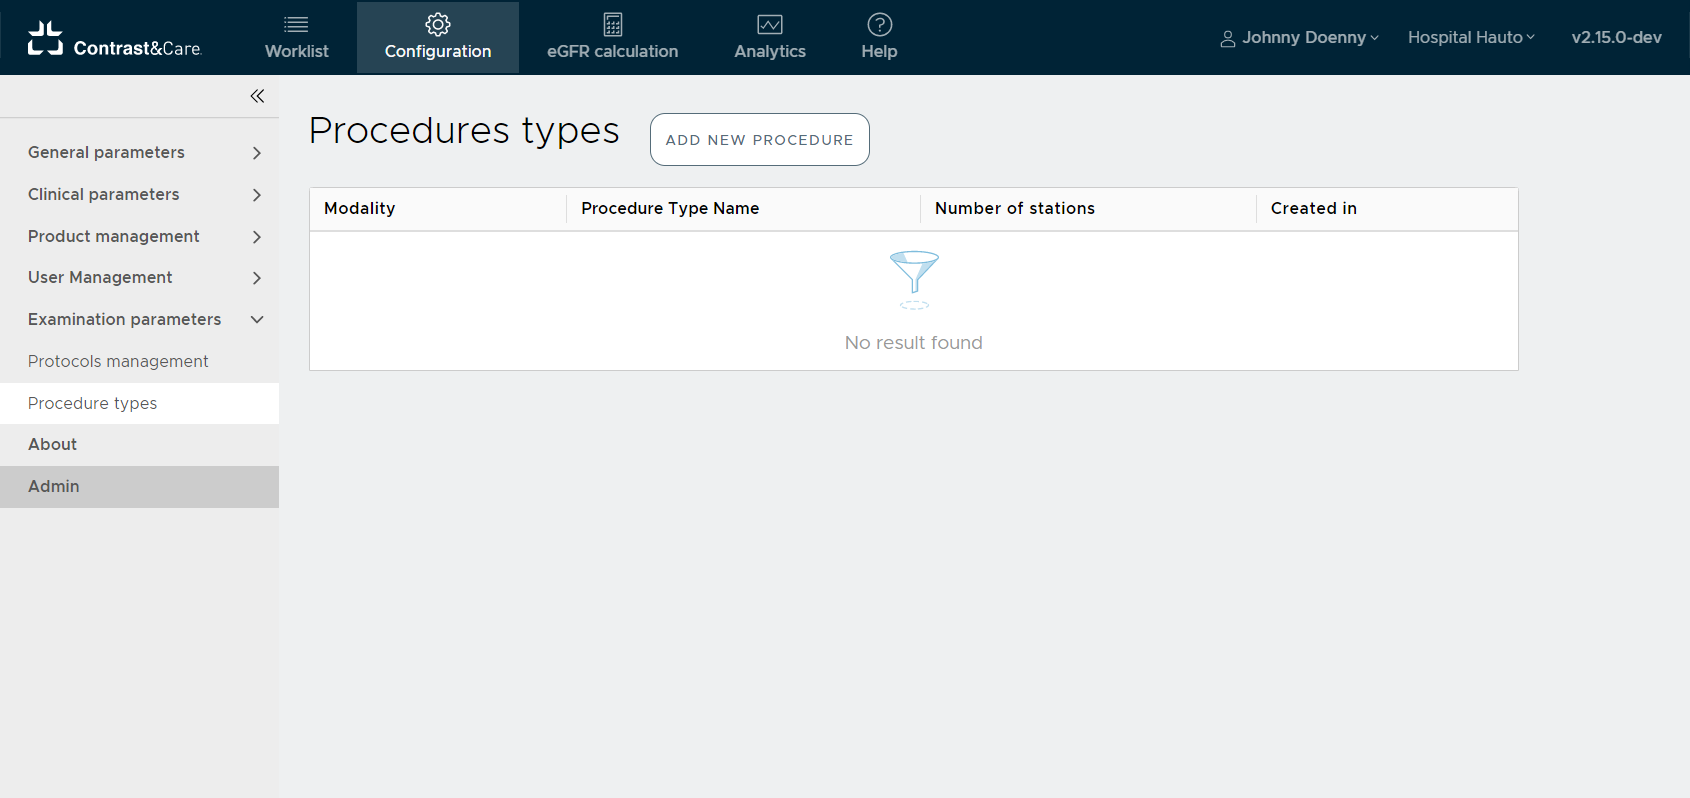 Contrast&Care.
Worklist
Configuration
eGFR calculation
Analytics
Help
Johnny Doenny
Hospital Hauto
v2.15.0-dev
General parameters
Clinical parameters
Product management
User Management
Examination parameters
Protocols management
Procedure types
About
Admin
Procedures types
ADD NEW PROCEDURE
Modality Procedure Type Name Number of stations Created in
No result found